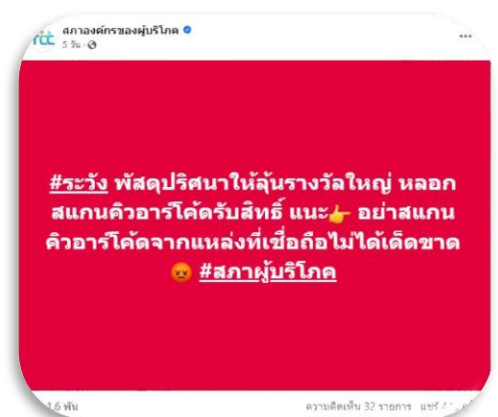 สภาองค์กรของผู้บริโภค
5 วัน
#ระวัง พัสดุปริศนาให้ลุ้นรางวัลใหญ่ หลอก
สแกนคิวอาร์โค้ดรับสิทธิ์ แนะ👉 อย่าสแกน
คิวอาร์โค้ดจากแหล่งที่เชื่อถือไม่ได้เด็ดขาด
😡 #สภาผู้บริโภค
1.6 พัน
ความคิดเห็น 32 รายการ แชร์